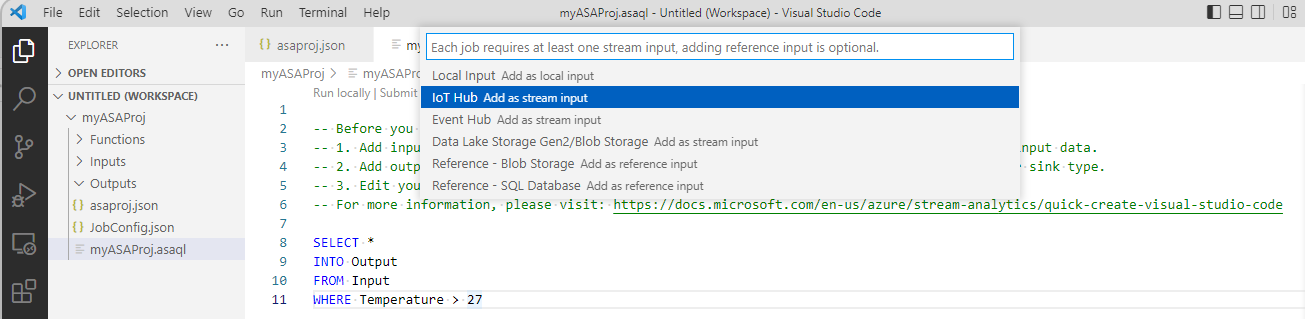 File Edit Selection View Go Run Terminal Help myASAProj.asaql - Untitled (Workspace) - Visual Studio Code
EXPLORER
OPEN EDITORS
UNTITLED (WORKSPACE)
myASAProj
Functions
Inputs
Outputs
asaproj.json
JobConfig.json
myASAProj.asaql
asaproj.json
my
Each job requires at least one stream input, adding reference input is optional.
Local Input Add as local input
IoT Hub Add as stream input
Event Hub Add as stream input
Data Lake Storage Gen2/Blob Storage Add as stream input
Reference - Blob Storage Add as reference input
Reference - SQL Database Add as reference input
myASAProj > myASAPro
Run locally | Submit
1
2 -- Before you
3 -- 1. Add inpu input data.
4 -- 2. Add outp sink type.
5 -- 3. Edit you
6 -- For more information, please visit: https://docs.microsoft.com/en-us/azure/stream-analytics/quick-create-visual-studio-code
7
8 SELECT *
9 INTO Output
10 FROM Input
11 WHERE Temperature > 27